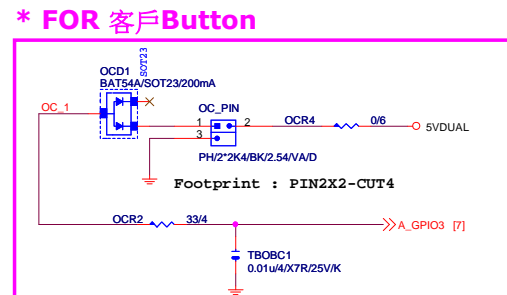 * FOR 客戶Button
SOT23
OCD1
BAT54A/SOT23/200mA
OC_1
OC_PIN
1
2
3
OCR4
0/6
5VDUAL
PH/2*2K4/BK/2.54/VA/D
Footprint : PIN2X2-CUT4
OCR2
33/4
A_GPIO3 [7]
TBOBC1
0.01u/4/X7R/25V/K